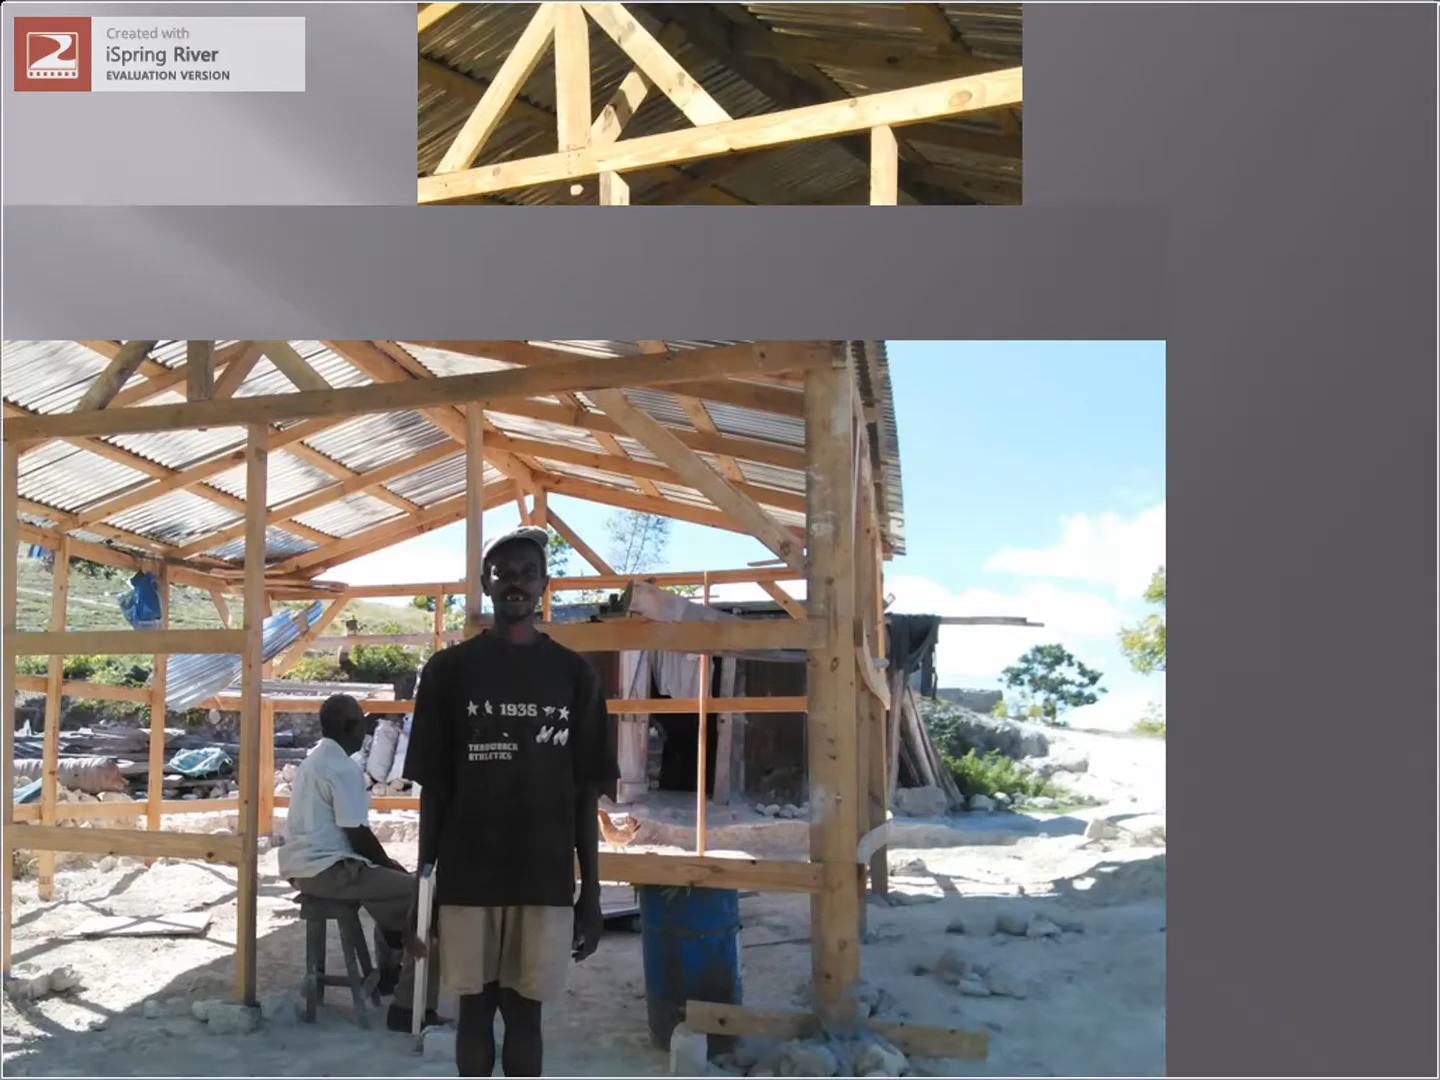 Created with
iSpring River
EVALUATION VERSION
1935
THROWBACK
ATHLETICS